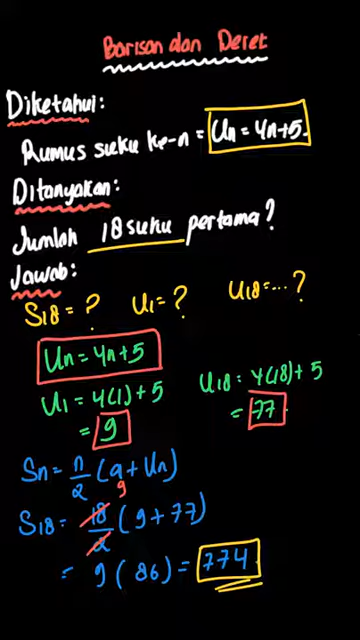 Barisan dan Deret
Diketahui:
Rumus suku ke-n = Un = 4n+5.
Ditanyakan:
Jumlah 18 suku pertama?
Jawab:
S18 = ? U1 = ? U18 = ... ?
Un = 4n+5
U1 = 4(1) + 5
= 9
U18 = 4(18) + 5
= 77
Sn = n/2 (a + Un)
9
S18 = 18/2 (9 + 77)
= 9 (86) = 774